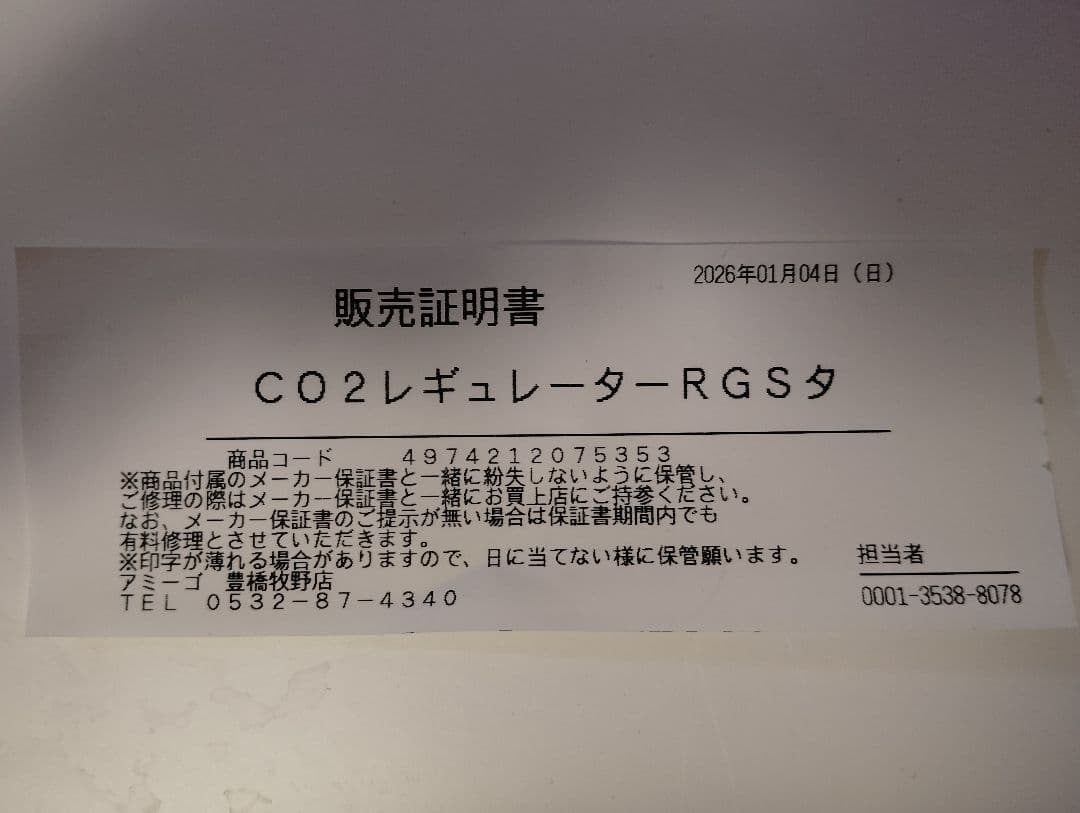 2026年01月04日（日）
販売証明書
ＣＯ２レギュレーターＲＧＳタ
商品コード　４９７４２１２０７５３５３
※商品付属のメーカー保証書と一緒に紛失しないように保管し、
ご修理の際はメーカー保証書と一緒にお買上店にご持参ください。
なお、メーカー保証書のご提示が無い場合は保証書期間内でも
有料修理とさせていただきます。
※印字が薄れる場合がありますので、日に当てない様に保管願います。
アミーゴ　豊橋牧野店
ＴＥＬ　０５３２－８７－４３４０
担当者
0001-3538-8078